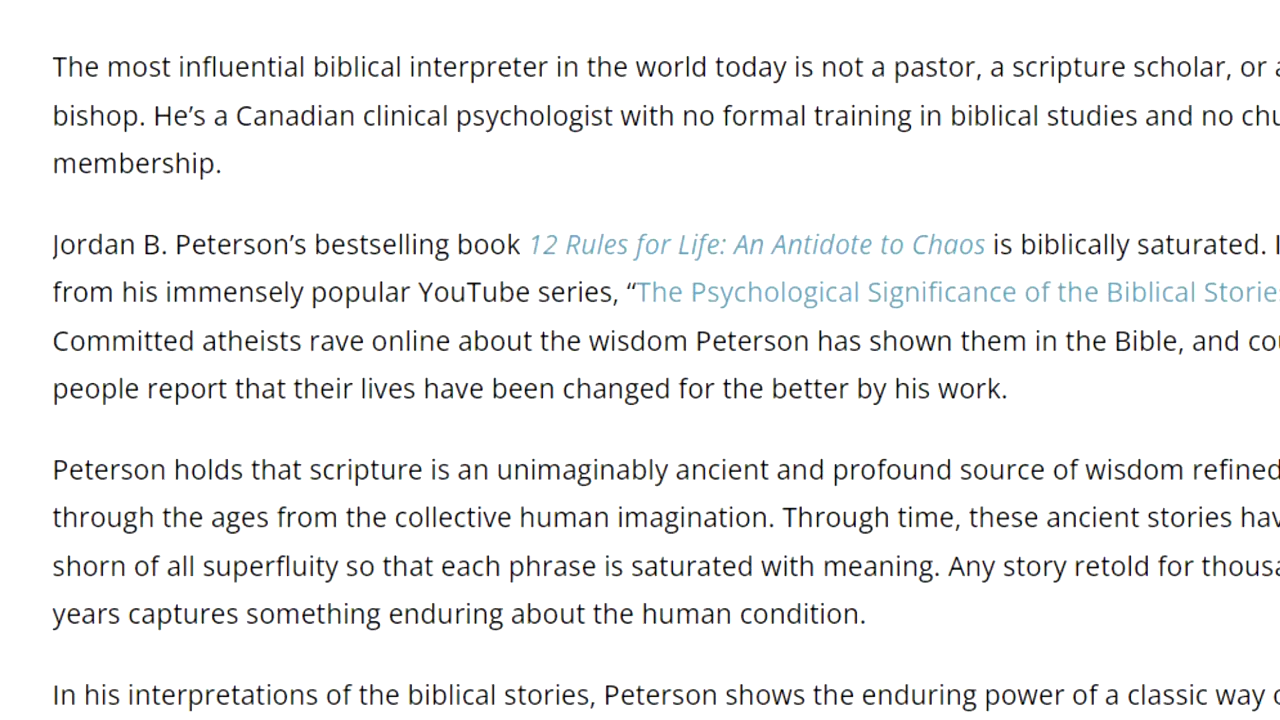 The most influential biblical interpreter in the world today is not a pastor, a scripture scholar, or
bishop. He’s a Canadian clinical psychologist with no formal training in biblical studies and no
membership.
Jordan B. Peterson’s bestselling book 12 Rules for Life: An Antidote to Chaos is biblically saturated.
from his immensely popular YouTube series, “The Psychological Significance of the Biblical
Committed atheists rave online about the wisdom Peterson has shown them in the Bible, and
people report that their lives have been changed for the better by his work.
Peterson holds that scripture is an unimaginably ancient and profound source of wisdom refined
through the ages from the collective human imagination. Through time, these ancient stories
shorn of all superfluity so that each phrase is saturated with meaning. Any story retold for
years captures something enduring about the human condition.
In his interpretations of the biblical stories, Peterson shows the enduring power of a classic way